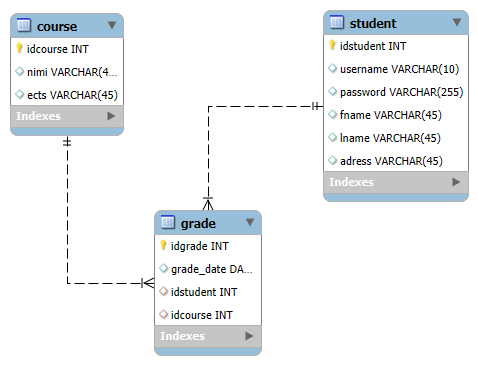 course
idcourse INT
nimi VARCHAR(4...
ects VARCHAR(45)
Indexes
student
idstudent INT
username VARCHAR(10)
password VARCHAR(255)
fname VARCHAR(45)
lname VARCHAR(45)
adress VARCHAR(45)
Indexes
grade
idgrade INT
grade_date DA...
idstudent INT
idcourse INT
Indexes